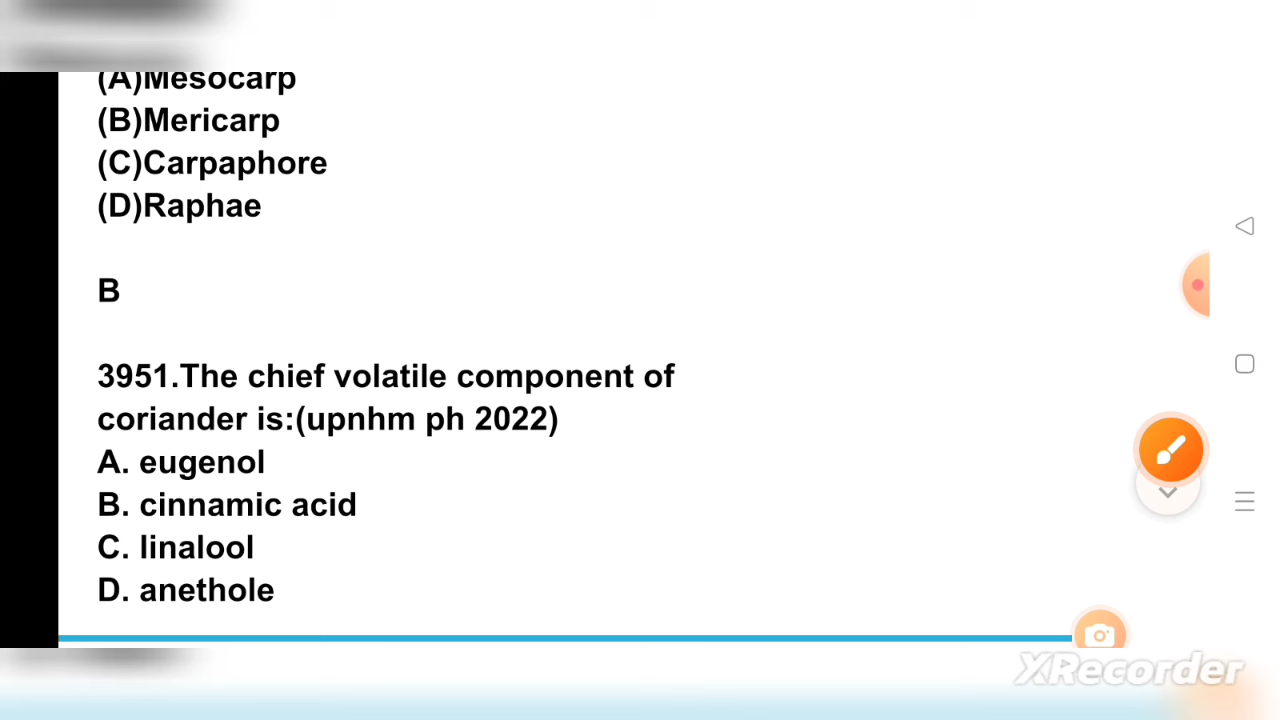 (A)Mesocarp
(B)Mericarp
(C)Carpaphore
(D)Raphae
B
3951.The chief volatile component of
coriander is:(upnhm ph 2022)
A. eugenol
B. cinnamic acid
C. linalool
D. anethole
XRecorder